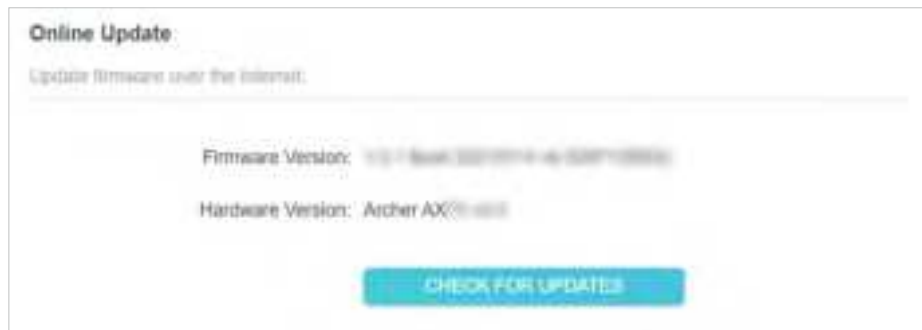 Online Update
Update firmware over the Internet.
Firmware Version:
Hardware Version: Archer AX
CHECK FOR UPDATES